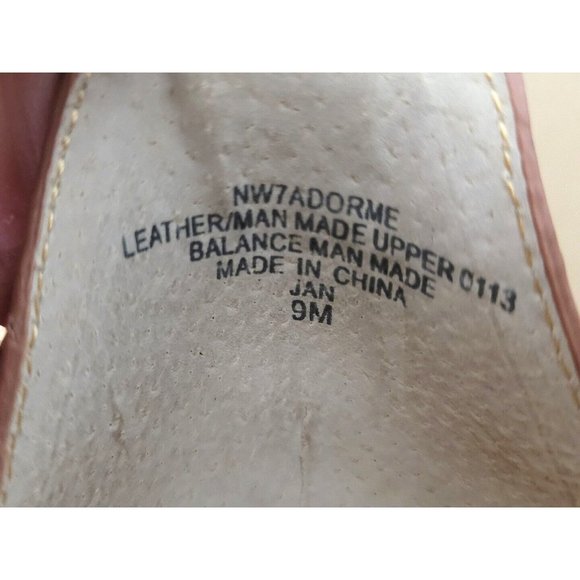 NW7ADORME
LEATHER/MAN MADE UPPER 0113
BALANCE MAN MADE
MADE IN CHINA
JAN
9M